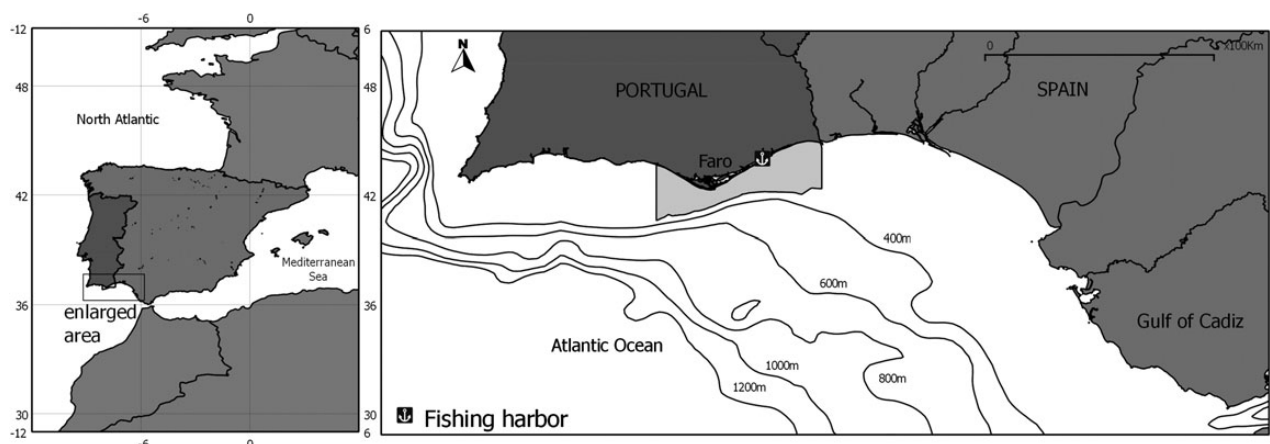 -6 0
-12 6
48 48
North Atlantic
42 42
Mediterranean
Sea
36 36
enlarged
area
30 30
-12 6
-6 0
N
0 x100Km
PORTUGAL
SPAIN
Faro
400m
600m
Gulf of Cadiz
Atlantic Ocean
1000m
800m
1200m
Fishing harbor